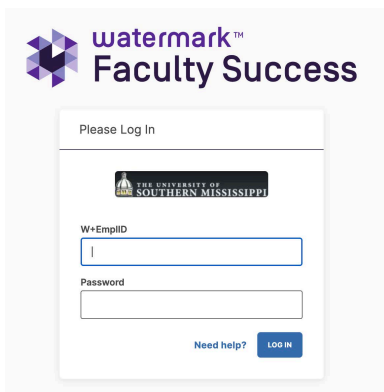 watermark™
Faculty Success
Please Log In
THE UNIVERSITY OF
SOUTHERN MISSISSIPPI
W+EmplID
Password
Need help?
LOG IN